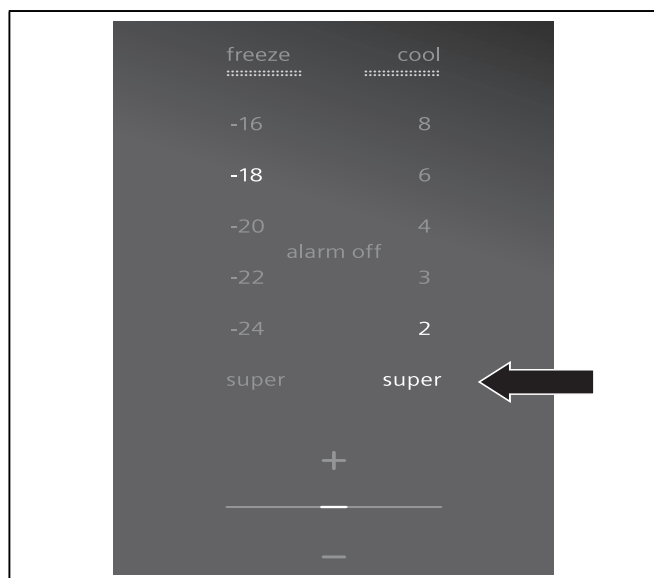 freeze cool
-16 8
-18 6
-20 4
alarm off
-22 3
-24 2
super super
+
−